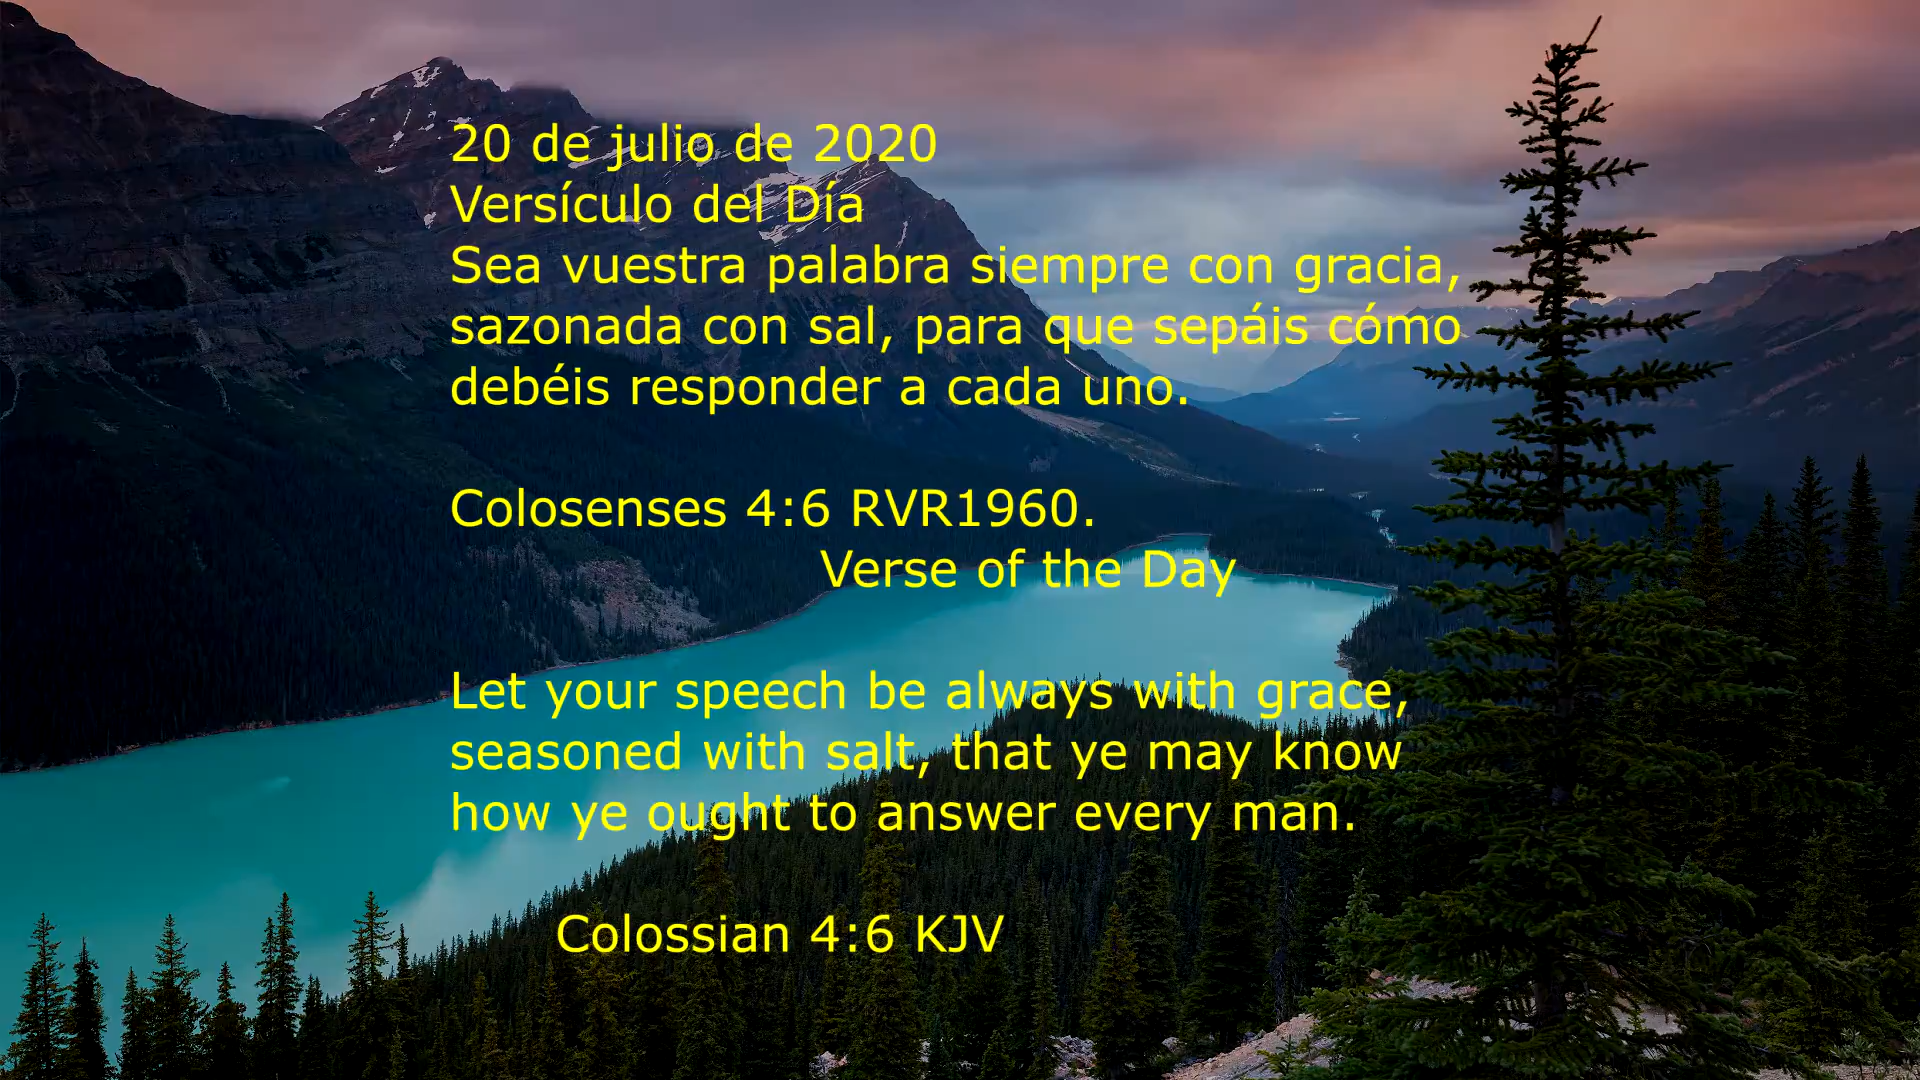 20 de julio de 2020
Versículo del Día
Sea vuestra palabra siempre con gracia,
sazonada con sal, para que sepáis cómo
debéis responder a cada uno.
Colosenses 4:6 RVR1960.
Verse of the Day
Let your speech be always with grace,
seasoned with salt, that ye may know
how ye ought to answer every man.
Colossian 4:6 KJV